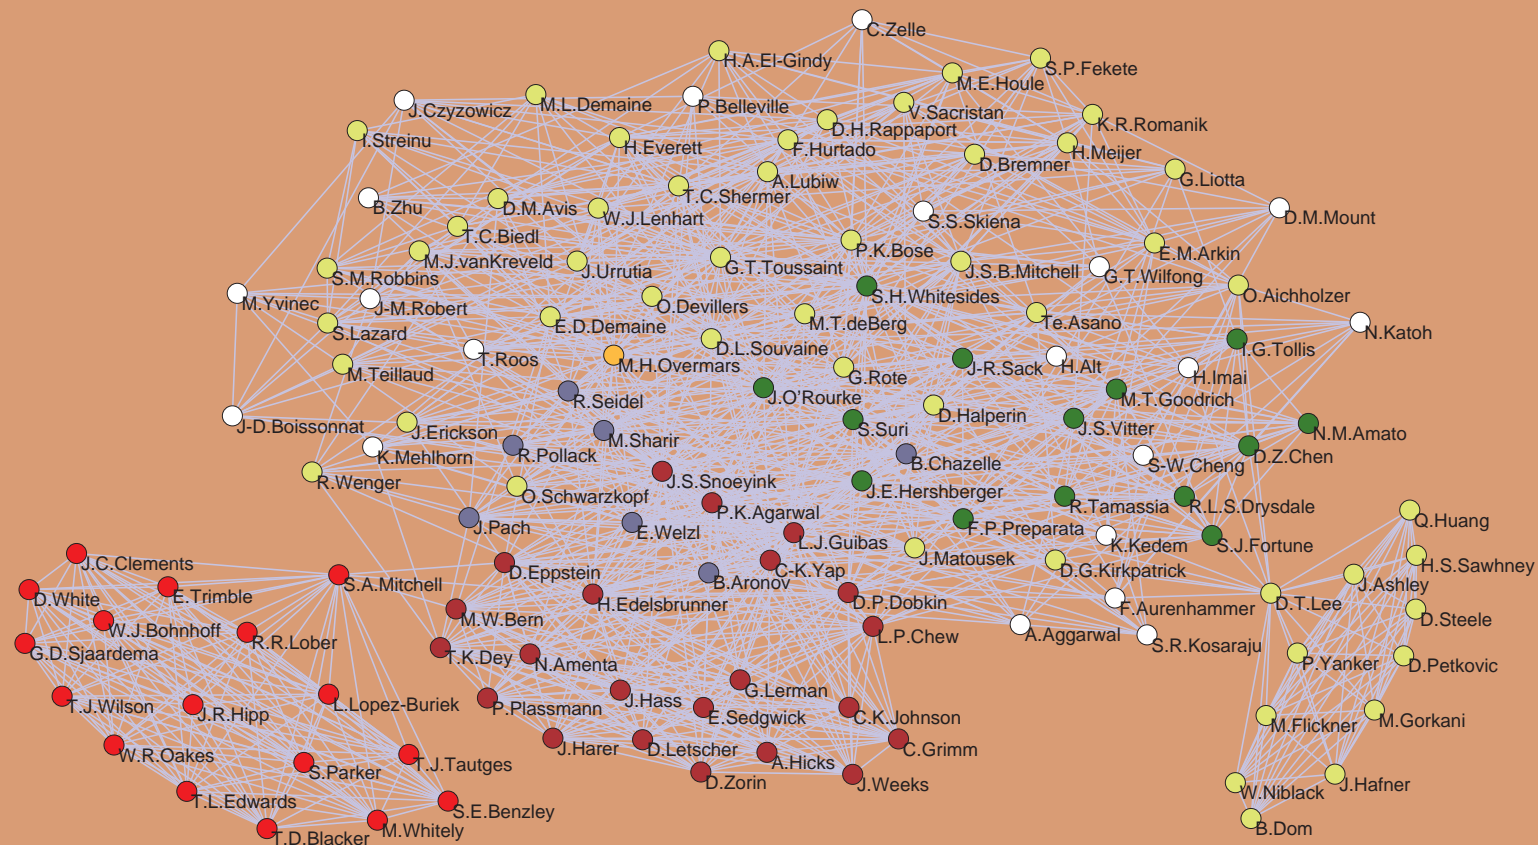 C.Zelle
H.A.El-Gindy
S.P.Fekete
M.E.Houle
J.Czyzowicz
M.L.Demaine
P.Belleville
V.Sacristan
K.R.Romanik
D.H.Rappaport
I.Streinu
H.Everett
F.Hurtado
H.Meijer
D.Bremner
G.Liotta
A.Lubiw
T.C.Shermer
B.Zhu
D.M.Avis
W.J.Lenhart
S.S.Skiena
D.M.Mount
T.C.Biedl
P.K.Bose
E.M.Arkin
M.J.vanKreveld
J.Urrutia
G.T.Toussaint
J.S.B.Mitchell
G.T.Wilfong
S.M.Robbins
M.Yvinec
J-M.Robert
O.Devillers
S.H.Whitesides
O.Aichholzer
S.Lazard
E.D.Demaine
M.T.deBerg
Te.Asano
N.Katoh
T.Roos
M.H.Overmars
D.L.Souvaine
I.G.Tollis
M.Teillaud
G.Rote
J-R.Sack
H.Alt
H.Imai
R.Seidel
J.O'Rourke
M.T.Goodrich
J-D.Boissonnat
J.Erickson
M.Sharir
S.Suri
D.Halperin
J.S.Vitter
N.M.Amato
K.Mehlhorn
R.Pollack
B.Chazelle
S-W.Cheng
D.Z.Chen
R.Wenger
J.S.Snoeyink
J.E.Hershberger
O.Schwarzkopf
P.K.Agarwal
R.Tamassia
R.L.S.Drysdale
J.Pach
E.Welzl
L.J.Guibas
F.P.Preparata
Q.Huang
K.Kedem
S.J.Fortune
J.C.Clements
D.Eppstein
B.Aronov
C-K.Yap
J.Matousek
D.G.Kirkpatrick
H.S.Sawhney
J.Ashley
D.White
E.Trimble
S.A.Mitchell
H.Edelsbrunner
D.P.Dobkin
F.Aurenhammer
D.T.Lee
D.Steele
W.J.Bohnhoff
R.R.Lober
M.W.Bern
L.P.Chew
A.Aggarwal
S.R.Kosaraju
G.D.Sjaardema
T.K.Dey
N.Amenta
P.Yanker
D.Petkovic
T.J.Wilson
J.R.Hipp
L.Lopez-Buriek
P.Plassmann
J.Hass
G.Lerman
E.Sedgwick
C.K.Johnson
M.Flickner
M.Gorkani
W.R.Oakes
S.Parker
T.J.Tautges
J.Harer
D.Letscher
A.Hicks
C.Grimm
D.Zorin
J.Weeks
W.Niblack
J.Hafner
T.L.Edwards
S.E.Benzley
T.D.Blacker
M.Whitely
B.Dom